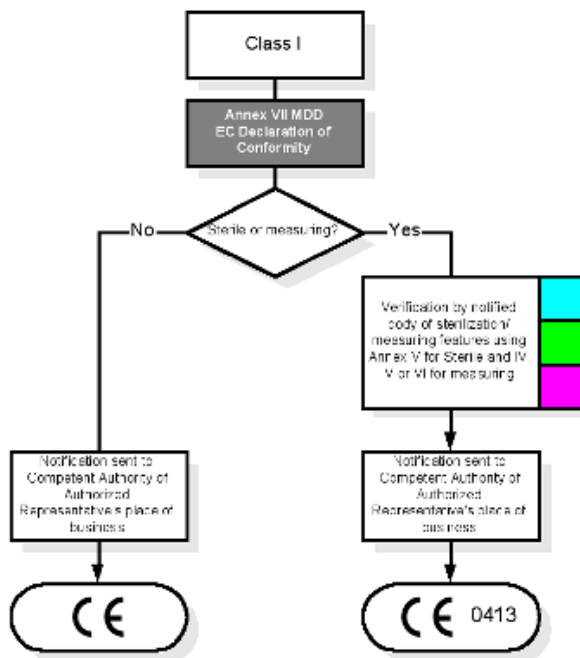 Class I
Annex VII MDD
EC Declaration of
Conformity
Sterile or measuring?
No
Yes
Verification by notified
body of sterilization/
measuring features using
Annex V for Sterile and IV,
V or VI for measuring
Notification sent to
Competent Authority of
Authorized
Representative's place of
business
Notification sent to
Competent Authority of
Authorized
Representative's place of
business
CE
CE 0413